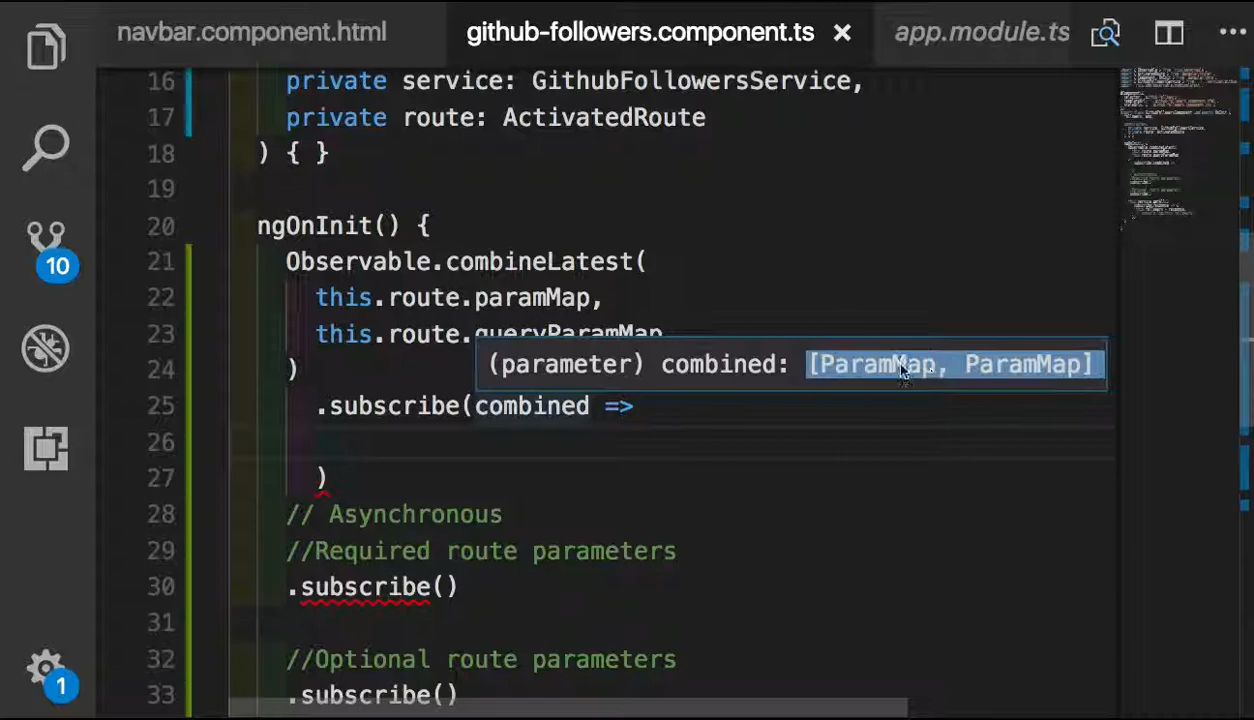 navbar.component.html
github-followers.component.ts
app.module.ts
16 private service: GithubFollowersService,
17 private route: ActivatedRoute
18 ) { }
19
20 ngOnInit() {
21 Observable.combineLatest(
22 this.route.paramMap,
23 this.route.queryParamMap
(parameter) combined: [ParamMap, ParamMap]
24 )
25 .subscribe(combined =>
26
27 )
28 // Asynchronous
29 //Required route parameters
30 .subscribe()
31
32 //Optional route parameters
33 .subscribe()
10
1